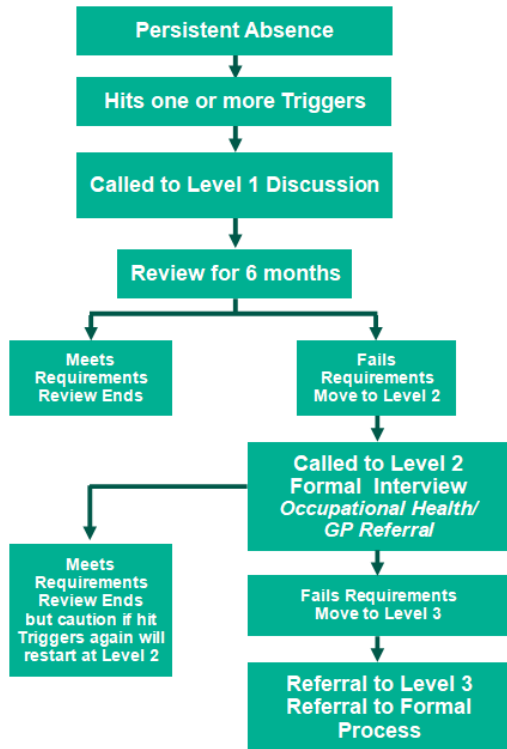 Persistent Absence
Hits one or more Triggers
Called to Level 1 Discussion
Review for 6 months
Meets
Requirements
Review Ends
Fails
Requirements
Move to Level 2
Called to Level 2
Formal Interview
Occupational Health/
GP Referral
Meets
Requirements
Review Ends
but caution if hit
Triggers again will
restart at Level 2
Fails Requirements
Move to Level 3
Referral to Level 3
Referral to Formal
Process